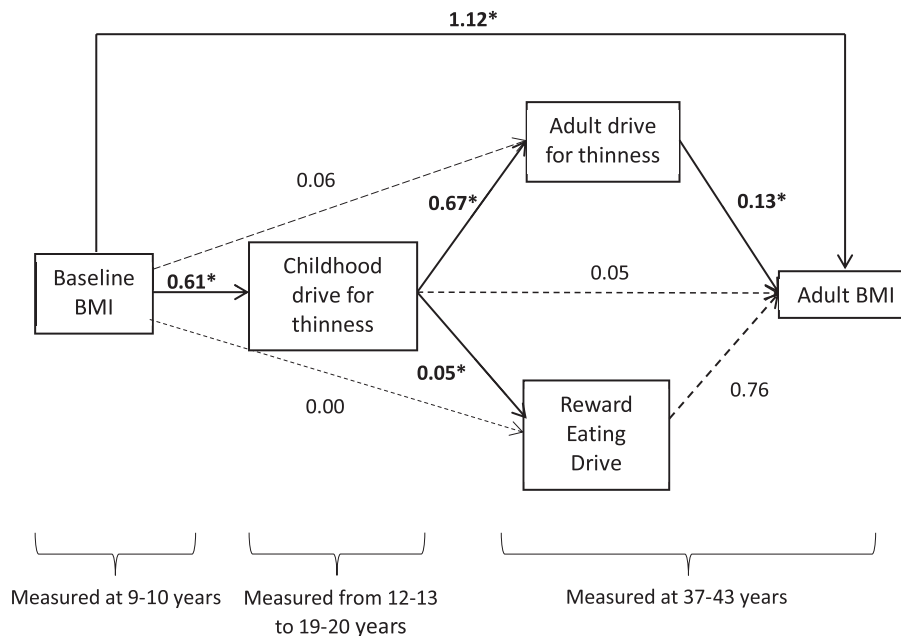 1.12*
Adult drive
for thinness
0.06
0.67*
0.13*
Baseline
BMI
0.61*
Childhood
drive for
thinness
0.05
Adult BMI
0.05*
0.00
Reward
Eating
Drive
0.76
Measured at 9-10 years
Measured from 12-13
to 19-20 years
Measured at 37-43 years